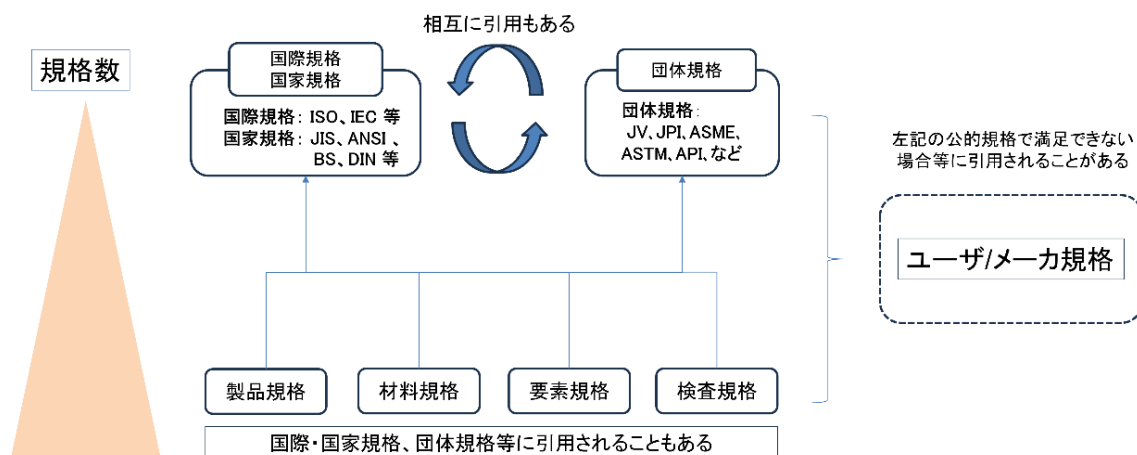 相互に引用もある
規格数
国際規格
国家規格
国際規格： ISO、IEC 等
国家規格： JIS、ANSI 、
BS、DIN 等
団体規格
団体規格：
JV、JPI、ASME、
ASTM、API、など
左記の公的規格で満足できない
場合等に引用されることがある
ユーザ/メーカ規格
製品規格
材料規格
要素規格
検査規格
国際・国家規格、団体規格等に引用されることもある